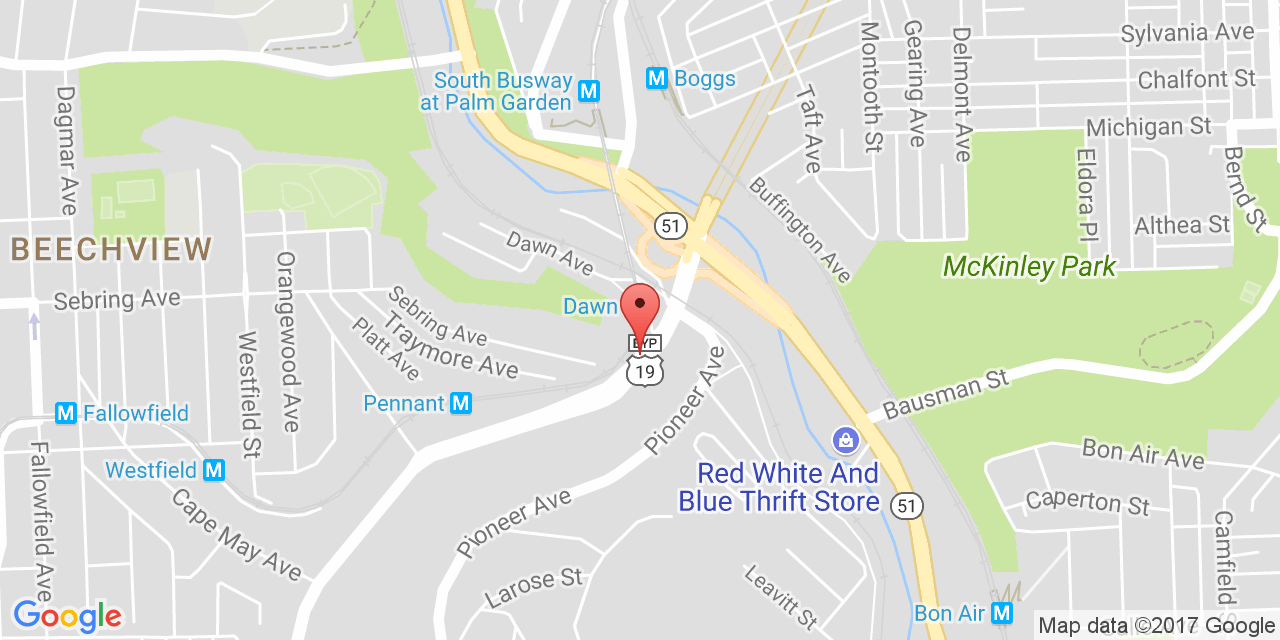 Sylvania Ave
Gearing Ave
Delmont Ave
Montooth St
South Busway
at Palm Garden
M
M
Boggs
Chalfont St
Taft Ave
Dagmar Ave
Michigan St
Eldora Pl
Bernd St
Buffington Ave
51
Althea St
BEECHVIEW
Dawn Ave
McKinley Park
Orangewood Ave
Sebring Ave
Sebring Ave
Dawn
Traymore Ave
Platt Ave
BYP
19
Westfield St
Pioneer Ave
Bausman St
Pennant
M
M
Fallowfield
Fallowfield Ave
Westfield
M
Bon Air Ave
Red White And
Blue Thrift Store
Cape May Ave
Pioneer Ave
51
Caperton St
Camfield St
Larose St
Leavitt St
Bon Air
M
Google
Map data ©2017 Google